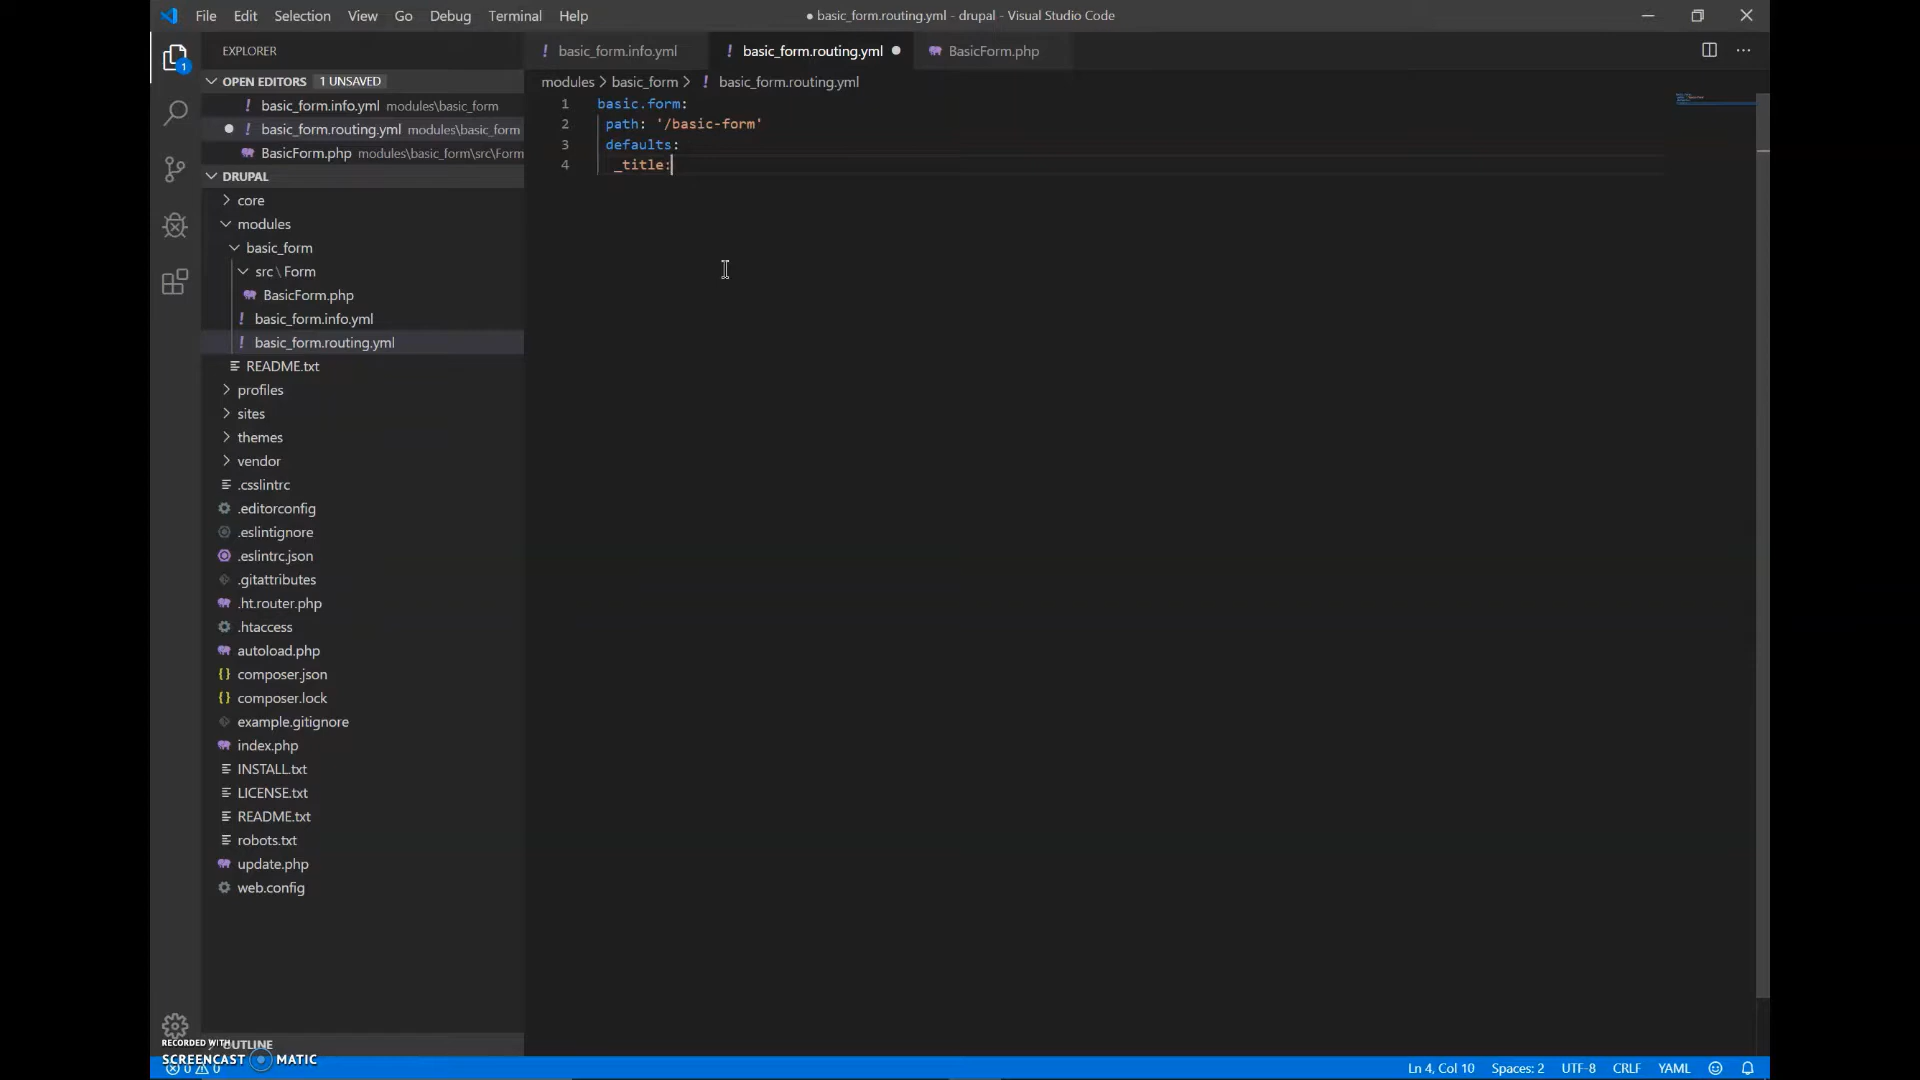 File Edit Selection View Go Debug Terminal Help
● basic_form.routing.yml - drupal - Visual Studio Code
EXPLORER
OPEN EDITORS 1 UNSAVED
! basic_form.info.yml modules\basic_form
! basic_form.routing.yml modules\basic_form
BasicForm.php modules\basic_form\src\Form
DRUPAL
core
modules
basic_form
src\Form
BasicForm.php
! basic_form.info.yml
! basic_form.routing.yml
README.txt
profiles
sites
themes
vendor
.csslintrc
.editorconfig
.eslintignore
.eslintrc.json
.gitattributes
.ht.router.php
.htaccess
autoload.php
{} composer.json
{} composer.lock
example.gitignore
index.php
INSTALL.txt
LICENSE.txt
README.txt
robots.txt
update.php
web.config
OUTLINE
! basic_form.info.yml ! basic_form.routing.yml ● BasicForm.php
modules > basic_form > ! basic_form.routing.yml
1 basic.form:
2 path: '/basic-form'
3 defaults:
4 _title:
1
RECORDED WITH
SCREENCAST MATIC
0 0
Ln 4, Col 10 Spaces: 2 UTF-8 CRLF YAML